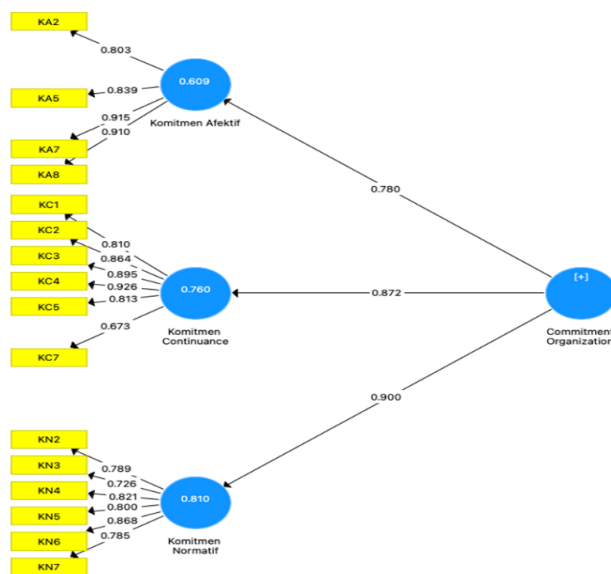 KA2
0.803
0.609
KA5
0.839
0.915
Komitmen Afektif
0.910
KA7
KA8
0.780
KC1
KC2
0.810
KC3
0.864
0.895
KC4
0.926
0.760
0.872
[+]
KC5
0.813
0.673
Komitmen
Continuance
Commitment
Organization
KC7
0.900
KN2
KN3
0.789
0.726
KN4
0.821
0.810
KN5
0.800
0.868
KN6
0.785
Komitmen
Normatif
KN7